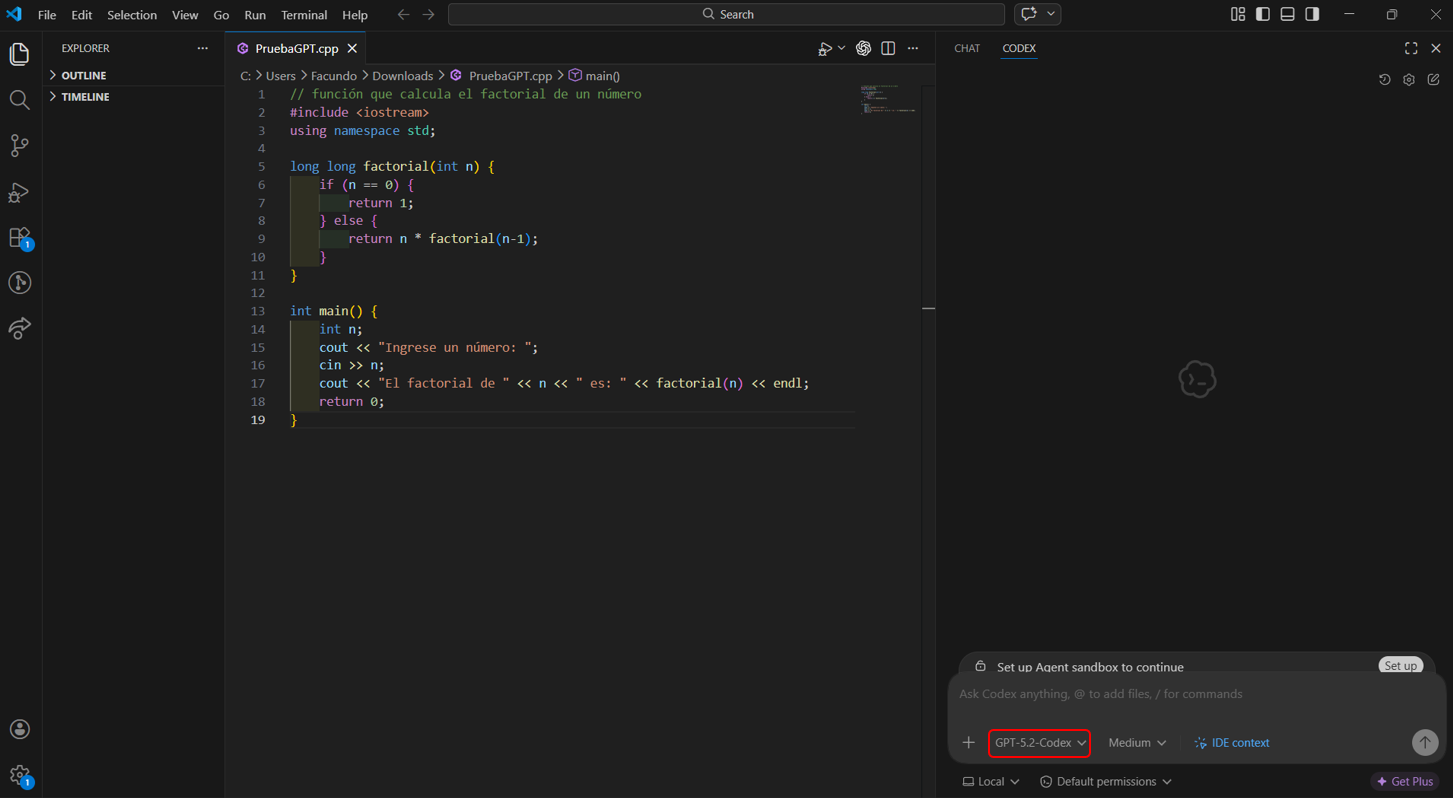 File Edit Selection View Go Run Terminal Help Search
EXPLORER
OUTLINE
TIMELINE
PruebaGPT.cpp
C: > Users > Facundo > Downloads > PruebaGPT.cpp > main()
1 // función que calcula el factorial de un número
2 #include <iostream>
3 using namespace std;
4
5 long long factorial(int n) {
6 if (n == 0) {
7 return 1;
8 } else {
9 return n * factorial(n-1);
10 }
11 }
12
13 int main() {
14 int n;
15 cout << "Ingrese un número: ";
16 cin >> n;
17 cout << "El factorial de " << n << " es: " << factorial(n) << endl;
18 return 0;
19 }
1
1
CHAT CODEX
Set up Agent sandbox to continue Set up
Ask Codex anything, @ to add files, / for commands
GPT-5.2-Codex Medium IDE context
Local Default permissions Get Plus